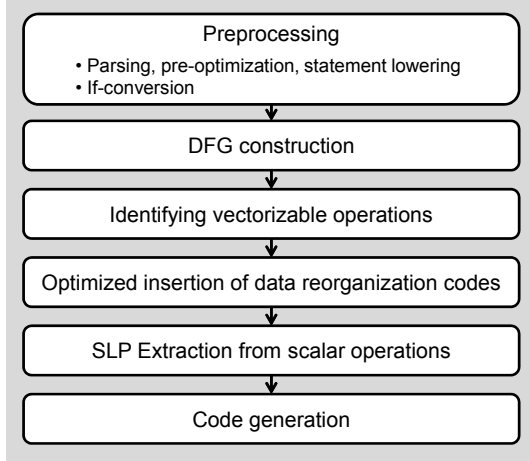 Preprocessing
• Parsing, pre-optimization, statement lowering
• If-conversion
DFG construction
Identifying vectorizable operations
Optimized insertion of data reorganization codes
SLP Extraction from scalar operations
Code generation